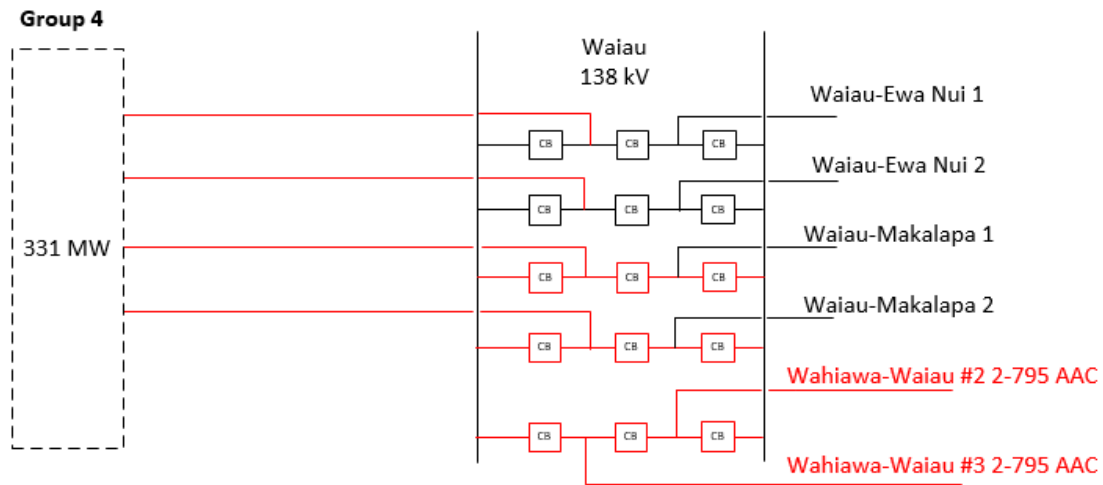 Group 4
Waiau
138 kV
Waiau-Ewa Nui 1
CB CB CB
Waiau-Ewa Nui 2
CB CB CB
331 MW
Waiau-Makalapa 1
CB CB CB
Waiau-Makalapa 2
CB CB CB
Wahiawa-Waiau #2 2-795 AAC
CB CB CB
Wahiawa-Waiau #3 2-795 AAC